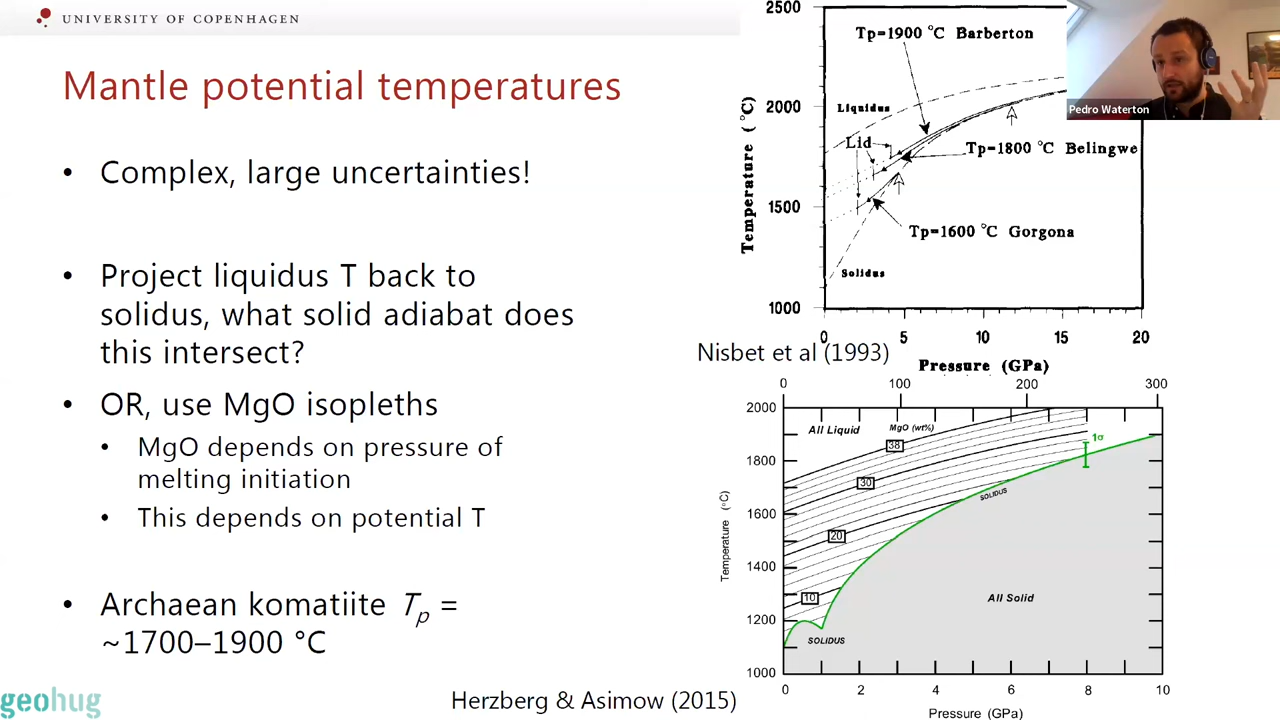 UNIVERSITY OF COPENHAGEN
Mantle potential temperatures
• Complex, large uncertainties!
• Project liquidus T back to
solidus, what solid adiabat does
this intersect?
• OR, use MgO isopleths
• MgO depends on pressure of
melting initiation
• This depends on potential T
• Archaean komatiite Tp =
~1700–1900 °C
geohug
Herzberg & Asimow (2015)
Pedro Waterton
2500
2000
1500
1000
Temperature (°C)
Tp=1900 °C Barberton
Liquidus
Lid
Tp=1800 °C Belingwe
Tp=1600 °C Gorgona
Solidus
0 5 10 15 20
Pressure (GPa)
Nisbet et al (1993)
0 100 200 300
2000
1800
1600
1400
1200
1000
Temperature (°C)
All Liquid
MgO (wt%)
38
30
20
10
1σ
SOLIDUS
All Solid
SOLIDUS
0 2 4 6 8 10
Pressure (GPa)